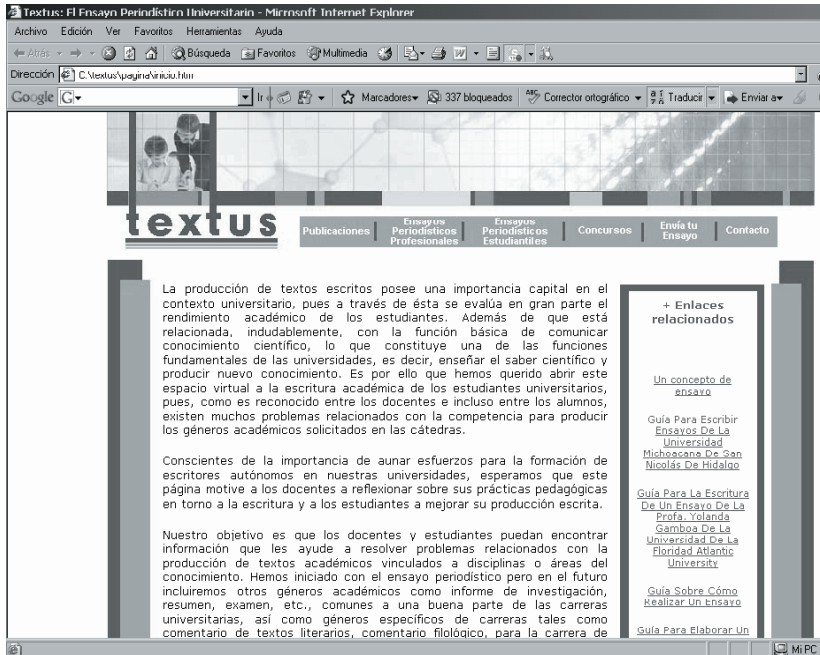 Textus: El Ensayo Periodístico Universitario - Microsoft Internet Explorer
Archivo Edición Ver Favoritos Herramientas Ayuda
Atrás Búsqueda Favoritos Multimedia
Dirección C:\textus\pagina\inicio.htm
Google G Ir Marcadores 337 bloqueados ABC Corrector ortográfico Traducir Enviar a
textus
Publicaciones
Ensayos
Periodísticos
Profesionales
Ensayos
Periodísticos
Estudiantiles
Concursos
Envía tu
Ensayo
Contacto
La producción de textos escritos posee una importancia capital en el
contexto universitario, pues a través de ésta se evalúa en gran parte el
rendimiento académico de los estudiantes. Además de que está
relacionada, indudablemente, con la función básica de comunicar
conocimiento científico, lo que constituye una de las funciones
fundamentales de las universidades, es decir, enseñar el saber científico y
producir nuevo conocimiento. Es por ello que hemos querido abrir este
espacio virtual a la escritura académica de los estudiantes universitarios,
pues, como es reconocido entre los docentes e incluso entre los alumnos,
existen muchos problemas relacionados con la competencia para producir
los géneros académicos solicitados en las cátedras.
Conscientes de la importancia de aunar esfuerzos para la formación de
escritores autónomos en nuestras universidades, esperamos que este
página motive a los docentes a reflexionar sobre sus prácticas pedagógicas
en torno a la escritura y a los estudiantes a mejorar su producción escrita.
Nuestro objetivo es que los docentes y estudiantes puedan encontrar
información que les ayude a resolver problemas relacionados con la
producción de textos académicos vinculados a disciplinas o áreas del
conocimiento. Hemos iniciado con el ensayo periodístico pero en el futuro
incluiremos otros géneros académicos como informe de investigación,
resumen, examen, etc., comunes a una buena parte de las carreras
universitarias, así como géneros específicos de carreras tales como
comentario de textos literarios, comentario filológico, para la carrera de
+ Enlaces
relacionados
Un concepto de
ensayo
Guía Para Escribir
Ensayos De La
Universidad
Michoacana De San
Nicolás De Hidalgo
Guía Para La Escritura
De Un Ensayo De La
Profa. Yolanda
Gamboa De La
Universidad De La
Floridad Atlantic
University
Guía Sobre Cómo
Realizar Un Ensayo
Guía Para Elaborar Un
Mi PC